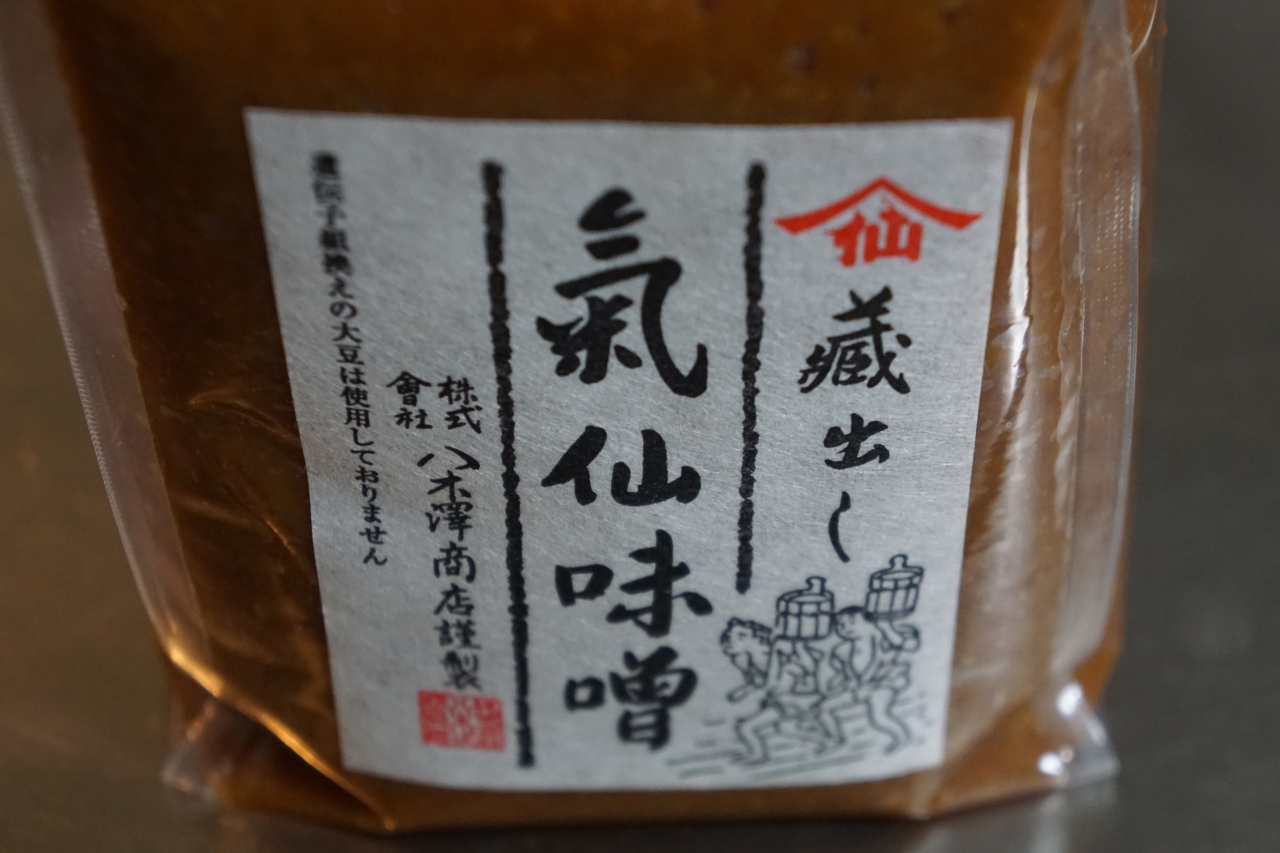 仙
藏出し
氣仙味噌
株式
會社
八木澤商店謹製
遺伝子組換えの大豆は使用しておりません